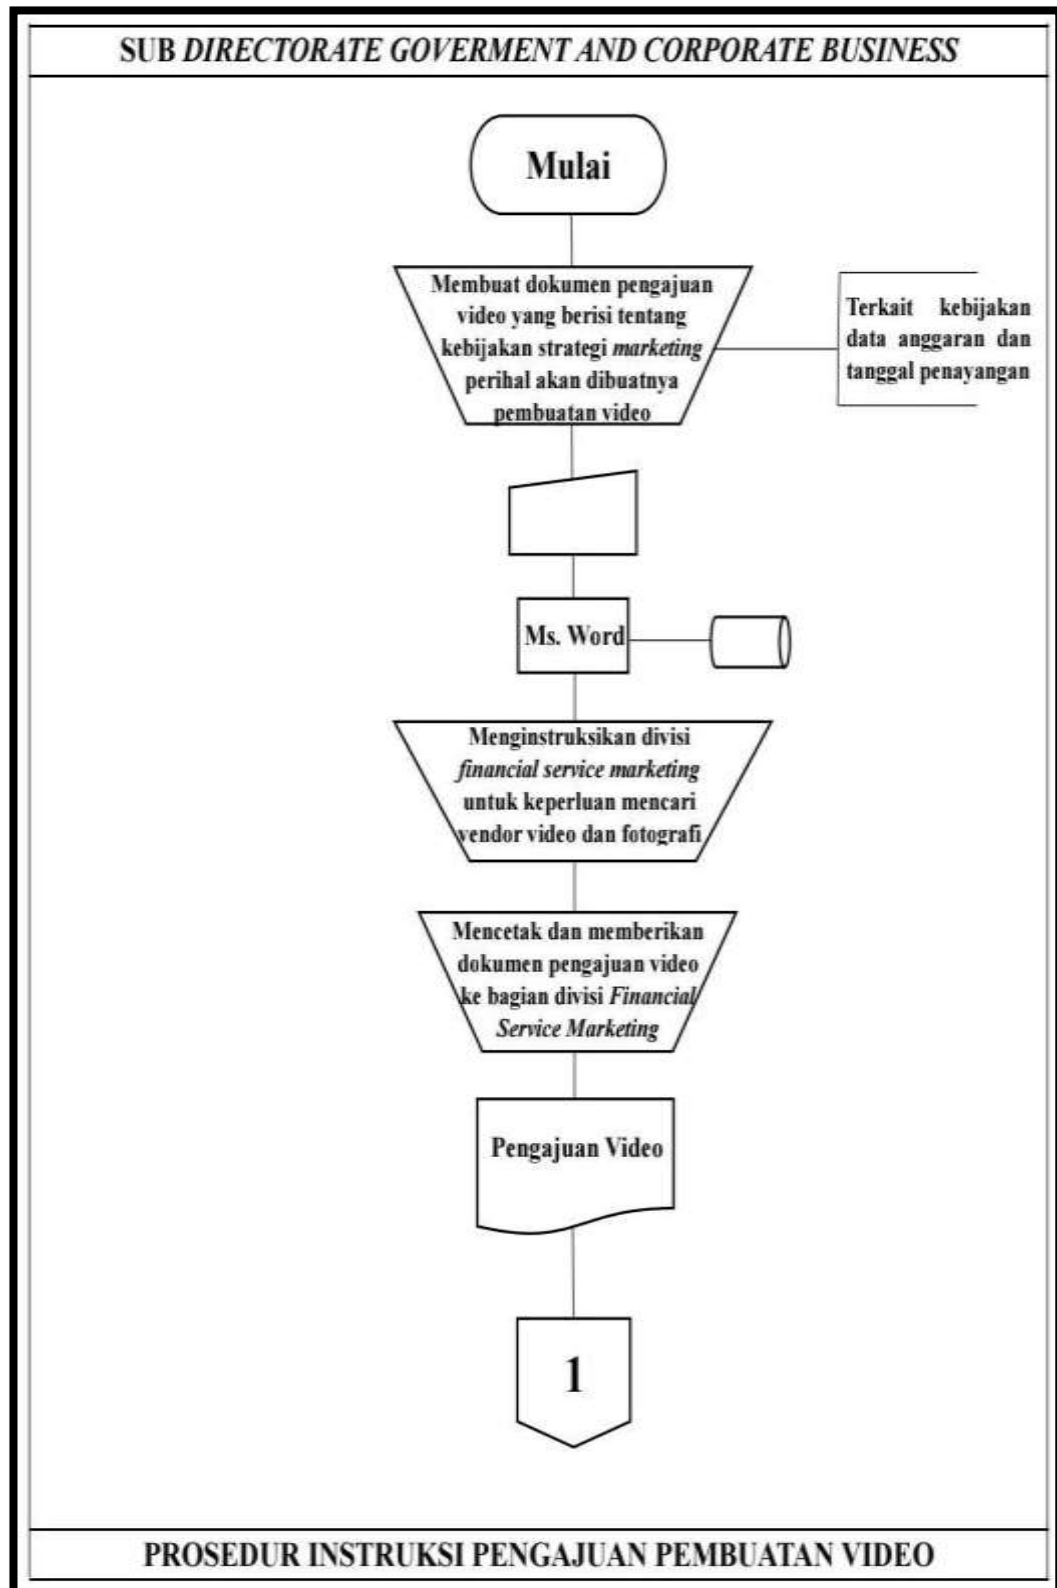 SUB DIRECTORATE GOVERMENT AND CORPORATE BUSINESS
Mulai
Membuat dokumen pengajuan
video yang berisi tentang
kebijakan strategi marketing
perihal akan dibuatnya
pembuatan video
Terkait kebijakan
data anggaran dan
tanggal penayangan
Ms. Word
Menginstruksikan divisi
financial service marketing
untuk keperluan mencari
vendor video dan fotografi
Mencetak dan memberikan
dokumen pengajuan video
ke bagian divisi Financial
Service Marketing
Pengajuan Video
1
PROSEDUR INSTRUKSI PENGAJUAN PEMBUATAN VIDEO